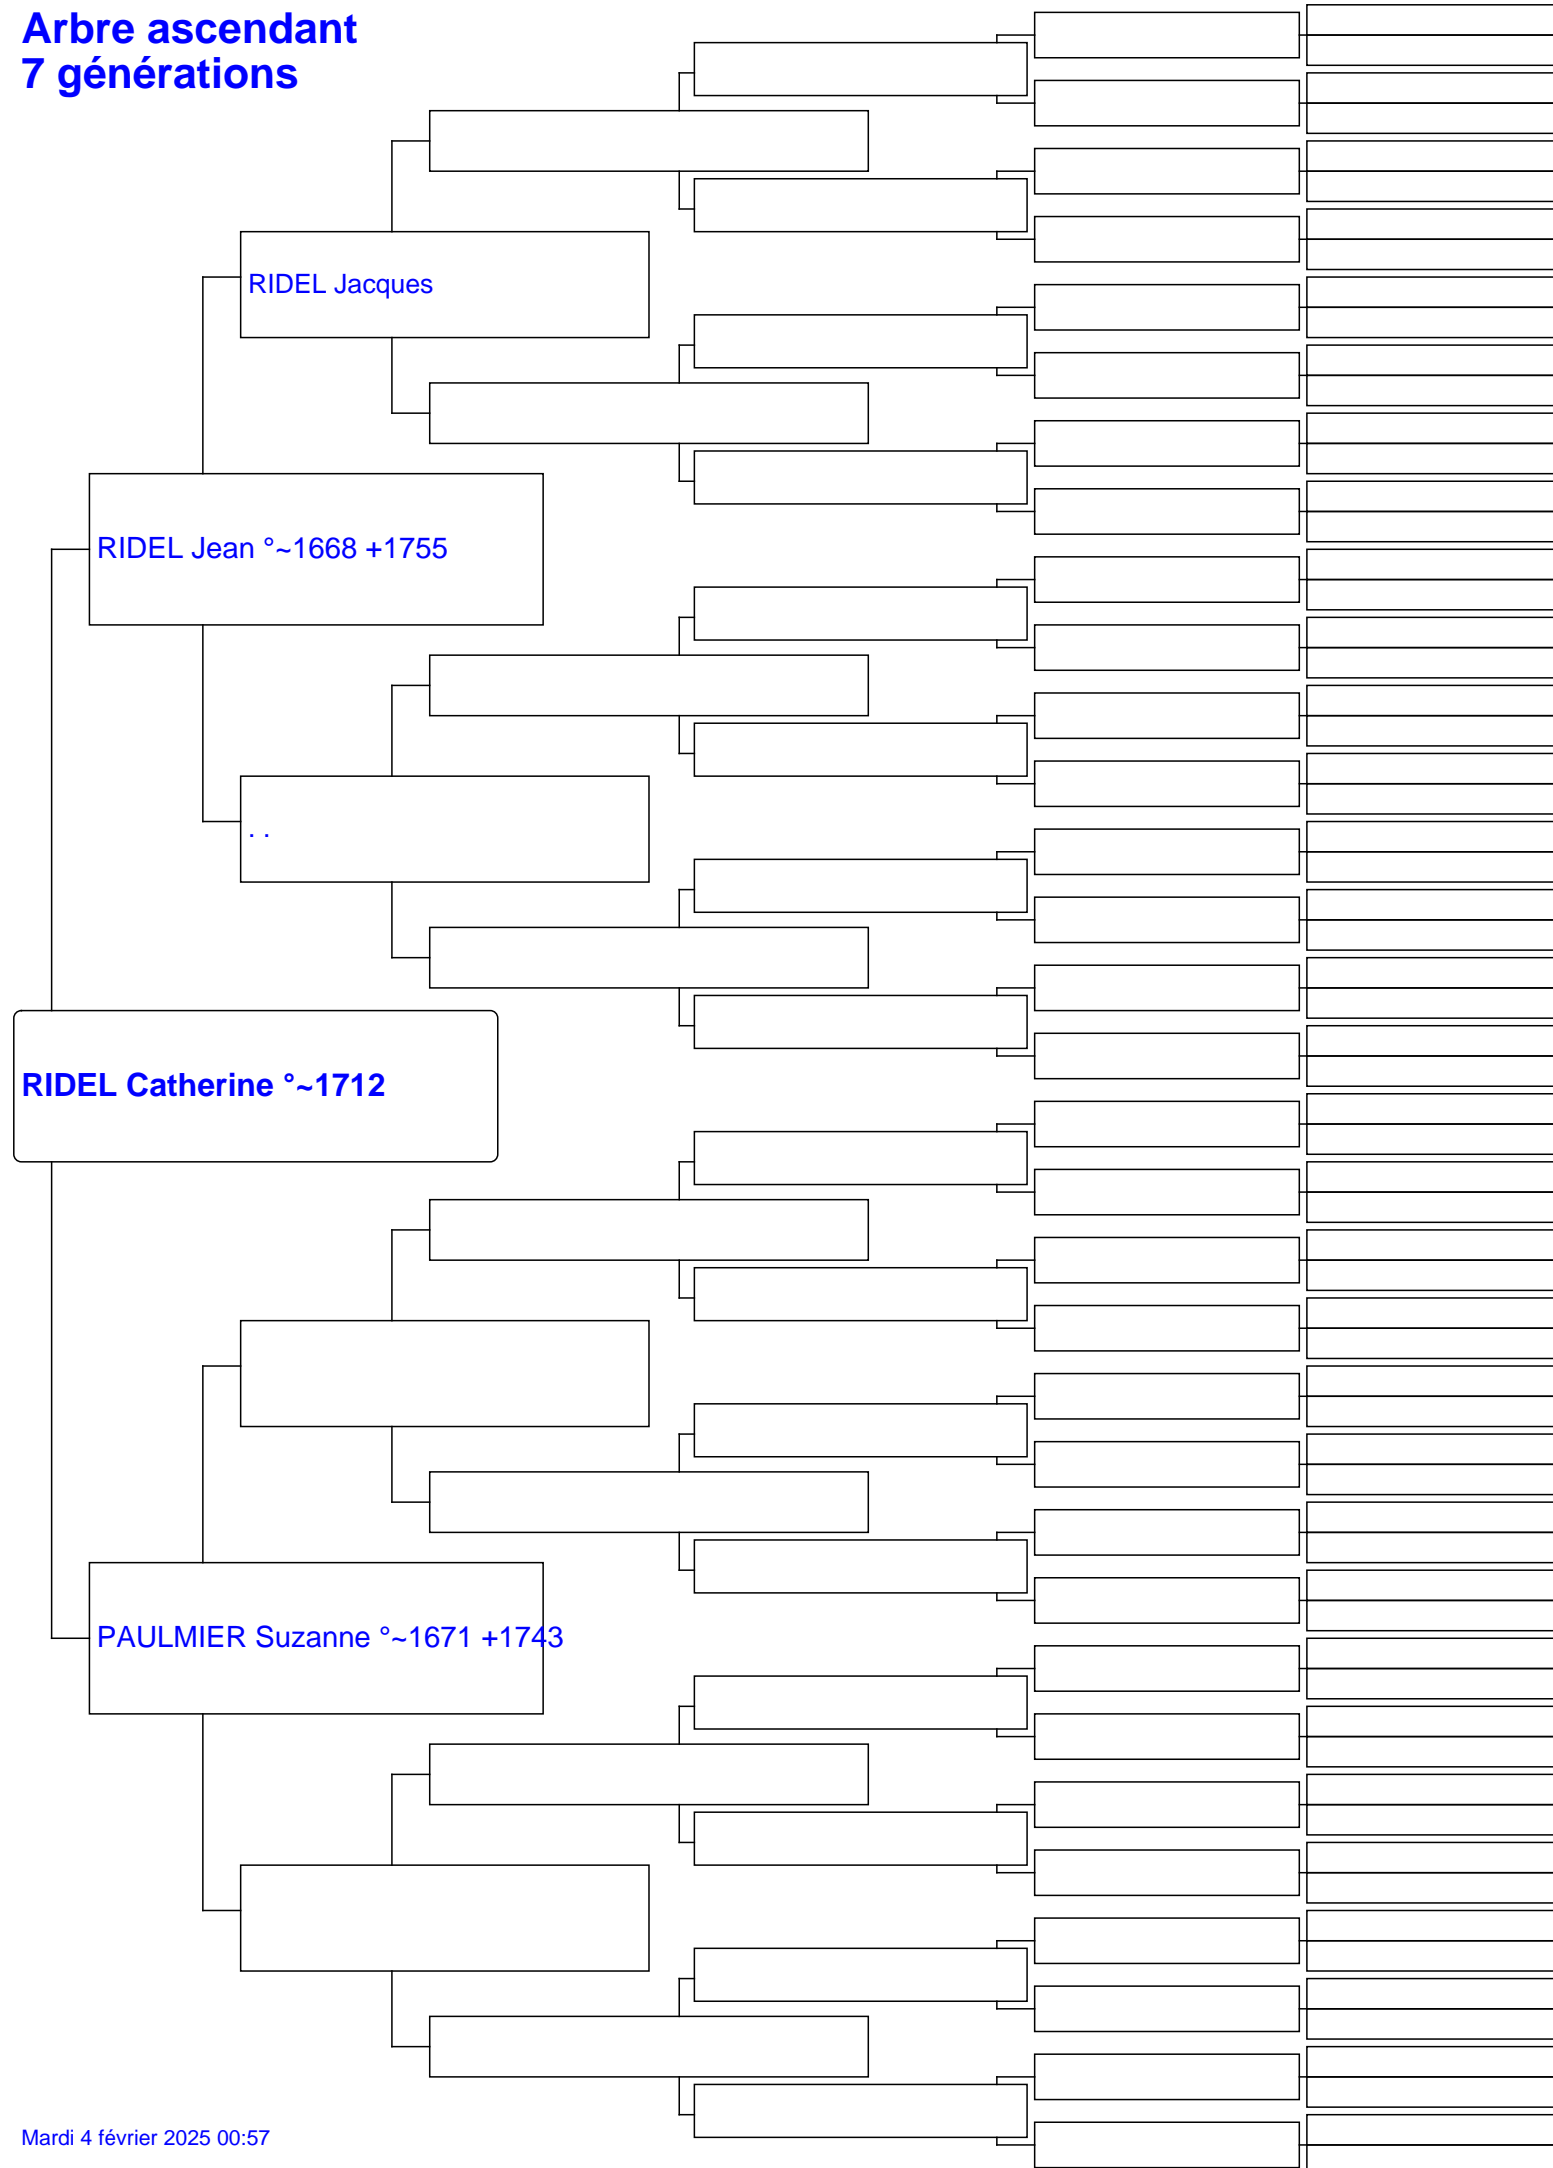 Arbre ascendant
7 générations
RIDEL Jacques
RIDEL Jean °~1668 +1755
. .
RIDEL Catherine °~1712
PAULMIER Suzanne °~1671 +1743
Mardi 4 février 2025 00:57